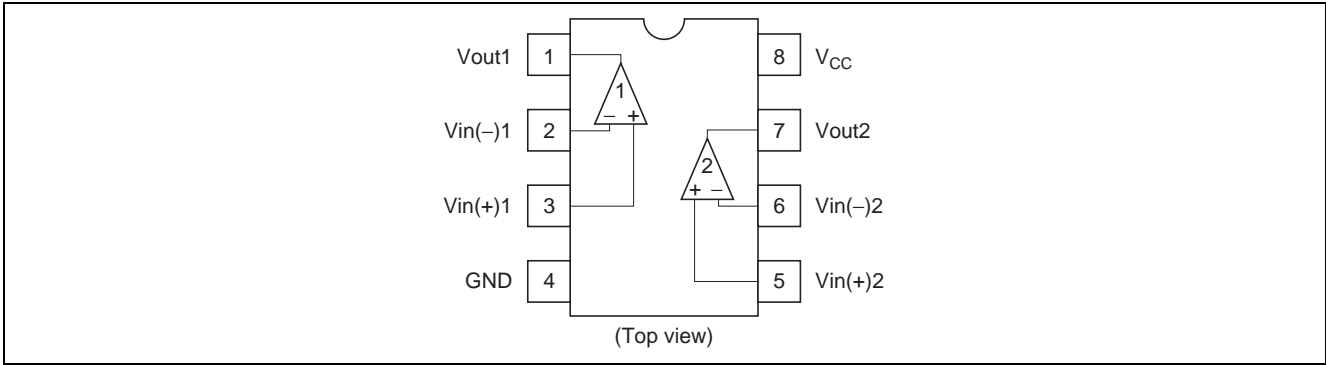 Vout1 1 8 VCC
1
− +
Vin(−)1 2 7 Vout2
2
+ −
Vin(+)1 3 6 Vin(−)2
GND 4 5 Vin(+)2
(Top view)